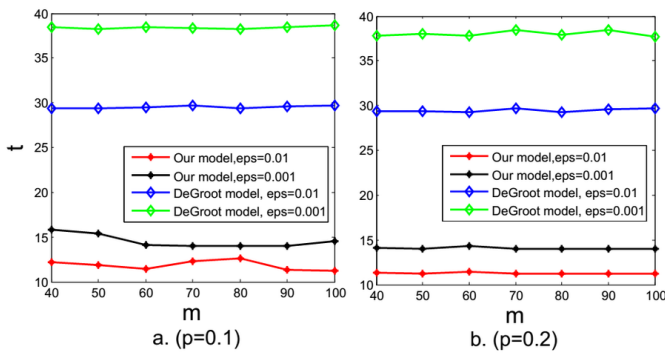 40
35
30
25
20
15
10
t
Our model,eps=0.01
Our model,eps=0.001
DeGroot model, eps=0.01
DeGroot model, eps=0.001
40 50 60 70 80 90 100
m
a. (p=0.1)
40
35
30
25
20
15
10
Our model,eps=0.01
Our model,eps=0.001
DeGroot model, eps=0.01
DeGroot model, eps=0.001
40 50 60 70 80 90 100
m
b. (p=0.2)